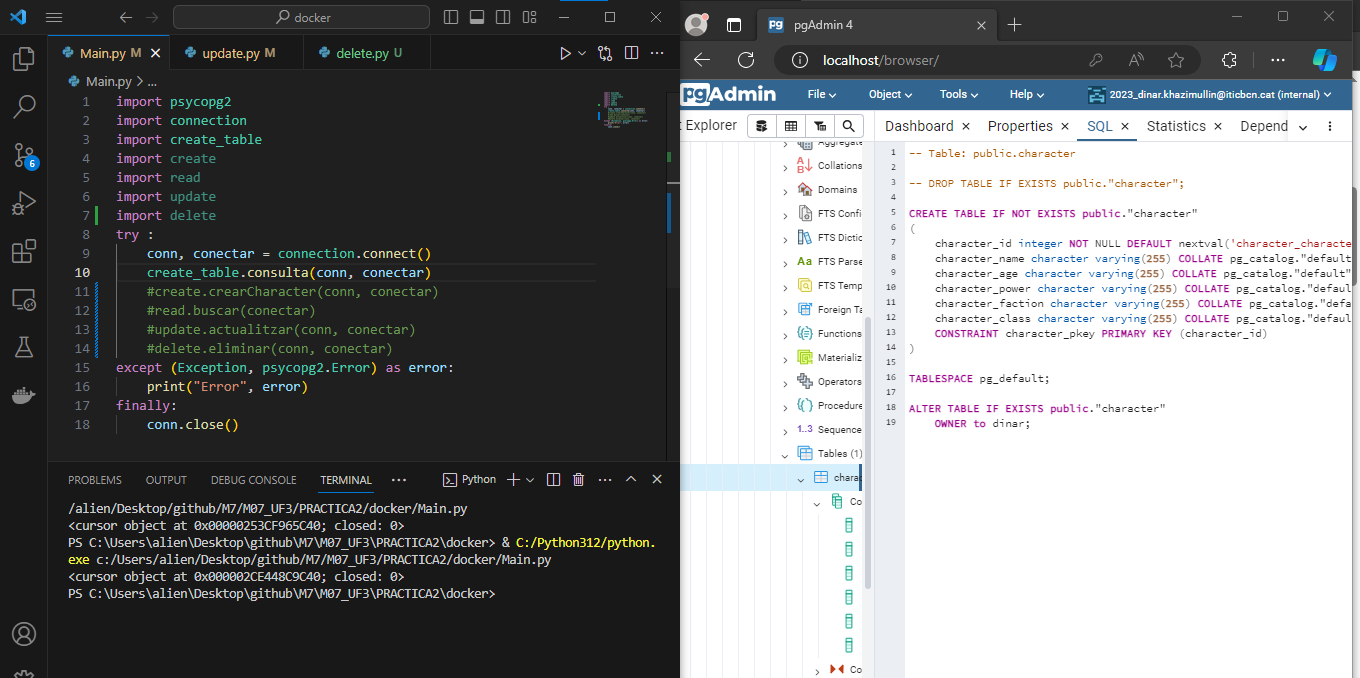 docker
Main.py M
update.py M
delete.py U
Main.py > ...
1 import psycopg2
2 import connection
3 import create_table
4 import create
5 import read
6 import update
7 import delete
8 try :
9 conn, conectar = connection.connect()
10 create_table.consulta(conn, conectar)
11 #create.crearCharacter(conn, conectar)
12 #read.buscar(conectar)
13 #update.actualitzar(conn, conectar)
14 #delete.eliminar(conn, conectar)
15 except (Exception, psycopg2.Error) as error:
16 print("Error", error)
17 finally:
18 conn.close()
6
PROBLEMS OUTPUT DEBUG CONSOLE TERMINAL ... Python
/alien/Desktop/github/M7/M07_UF3/PRACTICA2/docker/Main.py
<cursor object at 0x00000253CF965C40; closed: 0>
PS C:\Users\alien\Desktop\github\M7\M07_UF3\PRACTICA2\docker> & C:/Python312/python.
exe c:/Users/alien/Desktop/github/M7/M07_UF3/PRACTICA2/docker/Main.py
<cursor object at 0x000002CE448C9C40; closed: 0>
PS C:\Users\alien\Desktop\github\M7\M07_UF3\PRACTICA2\docker>
pg pgAdmin 4
localhost/browser/
pgAdmin File Object Tools Help 2023_dinar.khazimullin@iticbcn.cat (internal)
t Explorer
Dashboard Properties SQL Statistics Depend
Aggregate
Collations
Domains
FTS Confi
FTS Dictio
Aa FTS Parse
FTS Temp
Foreign Ta
Functions
Materializ
Operators
Procedure
1..3 Sequence
Tables (1)
charac
Co
Co
1 -- Table: public.character
2
3 -- DROP TABLE IF EXISTS public."character";
4
5 CREATE TABLE IF NOT EXISTS public."character"
6 (
7 character_id integer NOT NULL DEFAULT nextval('character_characte
8 character_name character varying(255) COLLATE pg_catalog."default
9 character_age character varying(255) COLLATE pg_catalog."default"
10 character_power character varying(255) COLLATE pg_catalog."defaul
11 character_faction character varying(255) COLLATE pg_catalog."defa
12 character_class character varying(255) COLLATE pg_catalog."defaul
13 CONSTRAINT character_pkey PRIMARY KEY (character_id)
14 )
15
16 TABLESPACE pg_default;
17
18 ALTER TABLE IF EXISTS public."character"
19 OWNER to dinar;